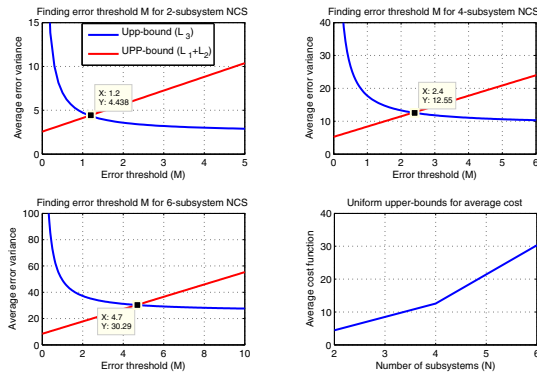 Finding error threshold M for 2-subsystem NCS
15
10
5
0
Average error variance
Upp-bound (L3)
UPP-bound (L1+L2)
X: 1.2
Y: 4.438
0 1 2 3 4 5
Error threshold (M)
Finding error threshold M for 4-subsystem NCS
40
30
20
10
0
Average error variance
X: 2.4
Y: 12.55
0 1 2 3 4 5 6
Error threshold (M)
Finding error threshold M for 6-subsystem NCS
100
80
60
40
20
0
Average error variance
X: 4.7
Y: 30.29
0 2 4 6 8 10
Error threshold (M)
Uniform upper-bounds for average cost
40
30
20
10
0
Average cost function
2 3 4 5 6
Number of subsystems (N)